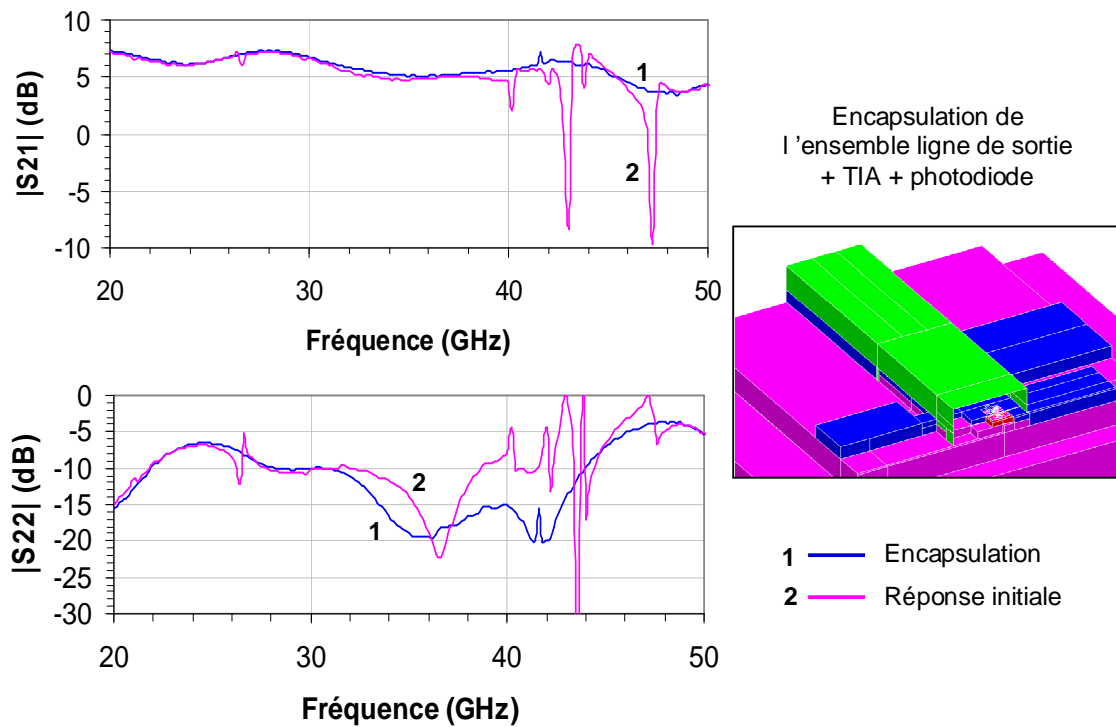 10
5
0
-5
-10
|S21| (dB)
1
2
20
30
40
50
Fréquence (GHz)
0
-5
-10
-15
-20
-25
-30
|S22| (dB)
2
1
20
30
40
50
Fréquence (GHz)
Encapsulation de
l 'ensemble ligne de sortie
+ TIA + photodiode
1 Encapsulation
2 Réponse initiale